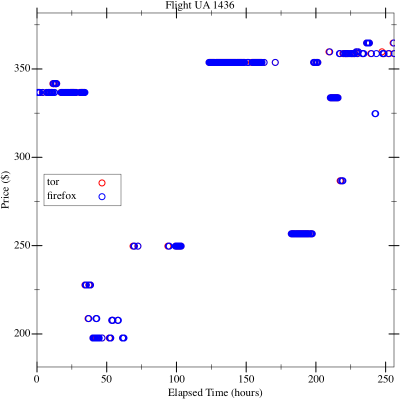 Flight UA 1436
Price ($)
350
300
250
200
tor
firefox
0 50 100 150 200 250
Elapsed Time (hours)